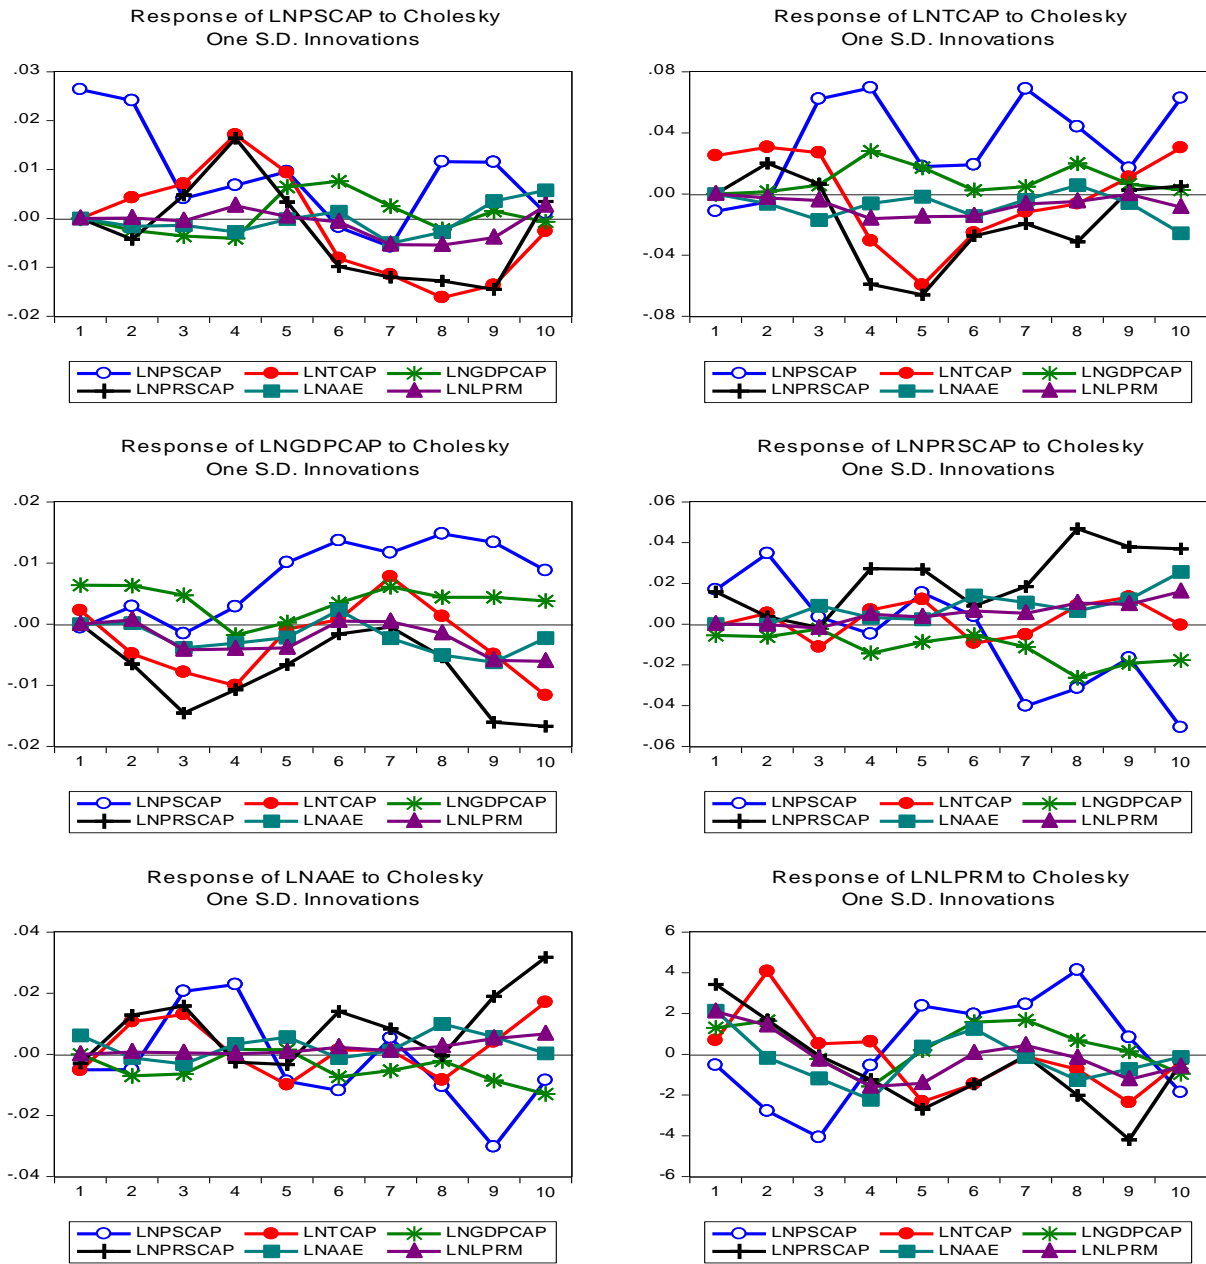 Response of LNPSCAP to Cholesky
One S.D. Innovations
.03
.02
.01
.00
-.01
-.02
1 2 3 4 5 6 7 8 9 10
LNPSCAP LNTCAP LNGDPCAP
LNPRSCAP LNAAE LNLPRM
Response of LNTCAP to Cholesky
One S.D. Innovations
.08
.04
.00
-.04
-.08
1 2 3 4 5 6 7 8 9 10
LNPSCAP LNTCAP LNGDPCAP
LNPRSCAP LNAAE LNLPRM
Response of LNGDPCAP to Cholesky
One S.D. Innovations
.02
.01
.00
-.01
-.02
1 2 3 4 5 6 7 8 9 10
LNPSCAP LNTCAP LNGDPCAP
LNPRSCAP LNAAE LNLPRM
Response of LNPRSCAP to Cholesky
One S.D. Innovations
.06
.04
.02
.00
-.02
-.04
-.06
1 2 3 4 5 6 7 8 9 10
LNPSCAP LNTCAP LNGDPCAP
LNPRSCAP LNAAE LNLPRM
Response of LNAAE to Cholesky
One S.D. Innovations
.04
.02
.00
-.02
-.04
1 2 3 4 5 6 7 8 9 10
LNPSCAP LNTCAP LNGDPCAP
LNPRSCAP LNAAE LNLPRM
Response of LNLPRM to Cholesky
One S.D. Innovations
6
4
2
0
-2
-4
-6
1 2 3 4 5 6 7 8 9 10
LNPSCAP LNTCAP LNGDPCAP
LNPRSCAP LNAAE LNLPRM